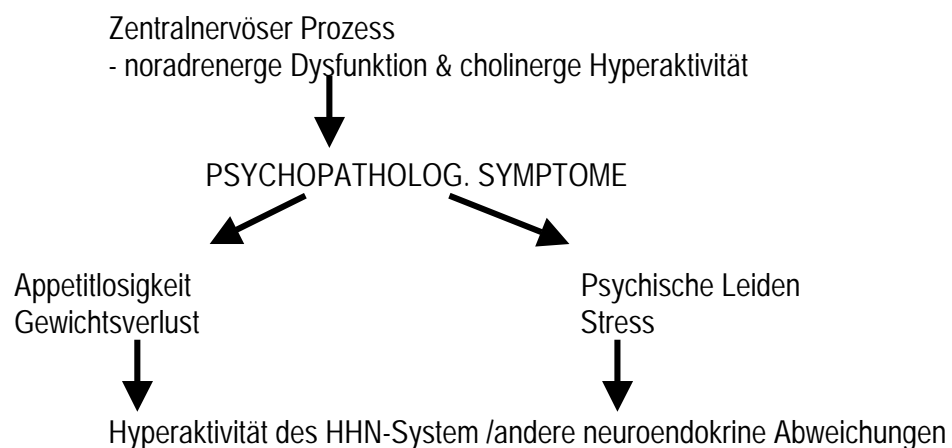 Zentralnervöser Prozess
- noradrenerge Dysfunktion & cholinerge Hyperaktivität
PSYCHOPATHOLOG. SYMPTOME
Appetitlosigkeit
Gewichtsverlust
Psychische Leiden
Stress
Hyperaktivität des HHN-System /andere neuroendokrine Abweichungen